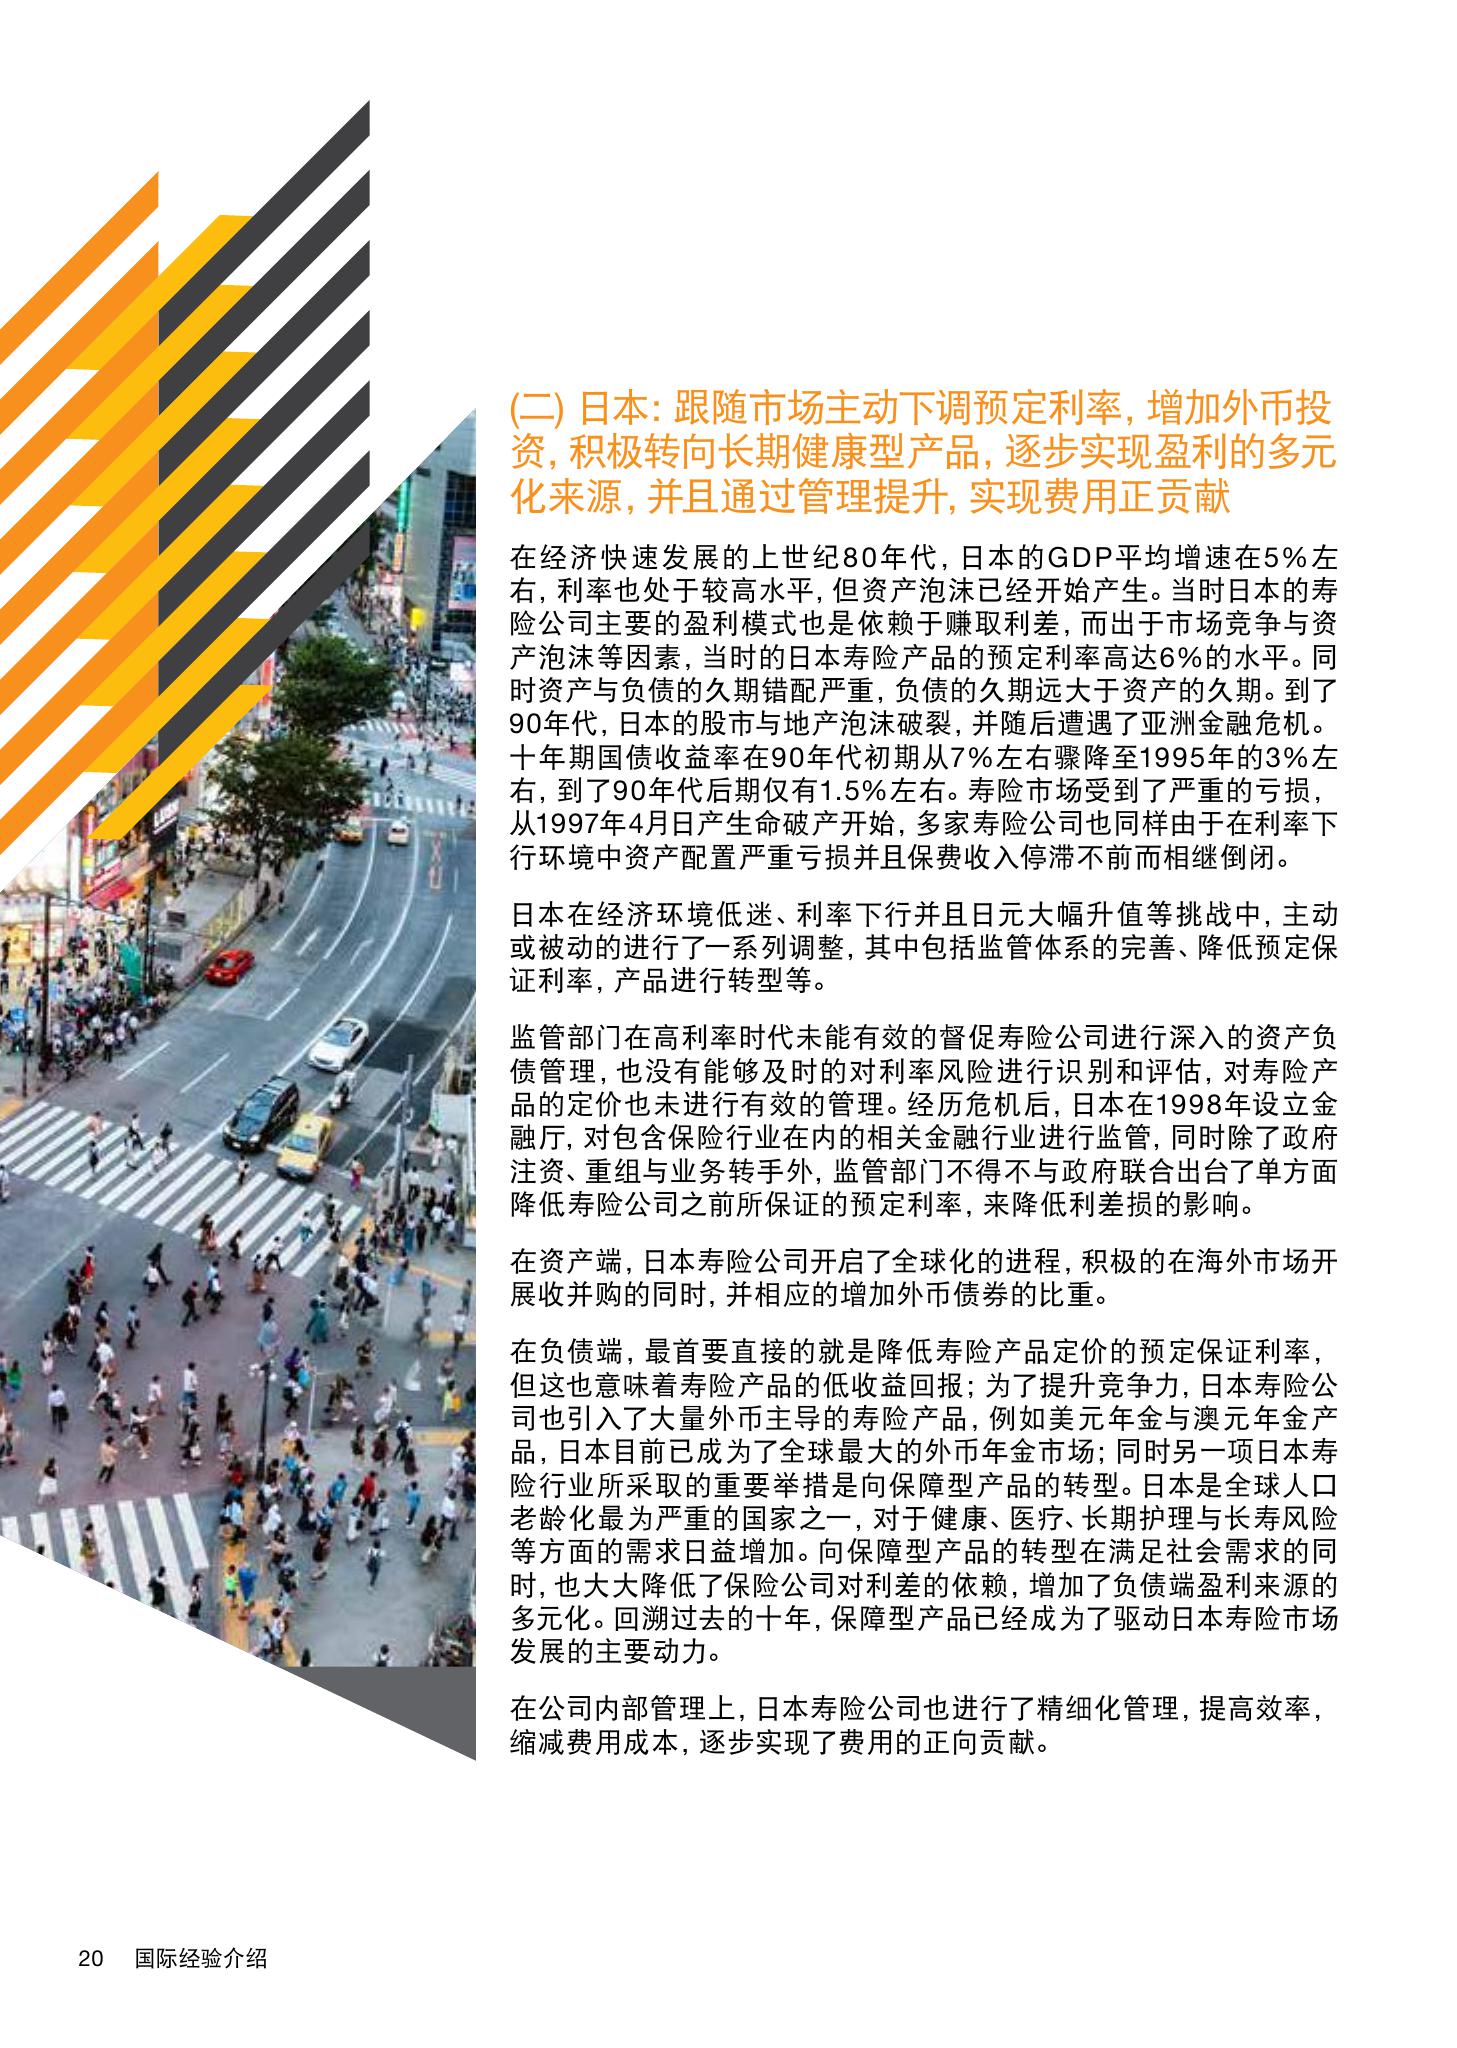 (二) 日本: 跟随市场主动下调预定利率, 增加外币投
资, 积极转向长期健康型产品, 逐步实现盈利的多元
化来源, 并且通过管理提升, 实现费用正贡献
在经济快速发展的上世纪80年代, 日本的GDP平均增速在5%左
右, 利率也处于较高水平, 但资产泡沫已经开始产生。当时日本的寿
险公司主要的盈利模式也是依赖于赚取利差, 而出于市场竞争与资
产泡沫等因素, 当时的日本寿险产品的预定利率高达6%的水平。同
时资产与负债的久期错配严重, 负债的久期远大于资产的久期。到了
90年代, 日本的股市与地产泡沫破裂, 并随后遭遇了亚洲金融危机。
十年期国债收益率在90年代初期从7%左右骤降至1995年的3%左
右, 到了90年代后期仅有1.5%左右。寿险市场受到了严重的亏损,
从1997年4月日产生命破产开始, 多家寿险公司也同样由于在利率下
行环境中资产配置严重亏损并且保费收入停滞不前而相继倒闭。
日本在经济环境低迷、利率下行并且日元大幅升值等挑战中, 主动
或被动的进行了一系列调整, 其中包括监管体系的完善、降低预定保
证利率, 产品进行转型等。
监管部门在高利率时代未能有效的督促寿险公司进行深入的资产负
债管理, 也没有能够及时的对利率风险进行识别和评估, 对寿险产
品的定价也未进行有效的管理。经历危机后, 日本在1998年设立金
融厅, 对包含保险行业在内的相关金融行业进行监管, 同时除了政府
注资、重组与业务转手外, 监管部门不得不与政府联合出台了单方面
降低寿险公司之前所保证的预定利率, 来降低利差损的影响。
在资产端, 日本寿险公司开启了全球化的进程, 积极的在海外市场开
展收并购的同时, 并相应的增加外币债券的比重。
在负债端, 最首要直接的就是降低寿险产品定价的预定保证利率,
但这也意味着寿险产品的低收益回报; 为了提升竞争力, 日本寿险公
司也引入了大量外币主导的寿险产品, 例如美元年金与澳元年金产
品, 日本目前已成为了全球最大的外币年金市场; 同时另一项日本寿
险行业所采取的重要举措是向保障型产品的转型。日本是全球人口
老龄化最为严重的国家之一, 对于健康、医疗、长期护理与长寿风险
等方面的需求日益增加。向保障型产品的转型在满足社会需求的同
时, 也大大降低了保险公司对利差的依赖, 增加了负债端盈利来源的
多元化。回溯过去的十年, 保障型产品已经成为了驱动日本寿险市场
发展的主要动力。
在公司内部管理上, 日本寿险公司也进行了精细化管理, 提高效率,
缩减费用成本, 逐步实现了费用的正向贡献。
20 国际经验介绍